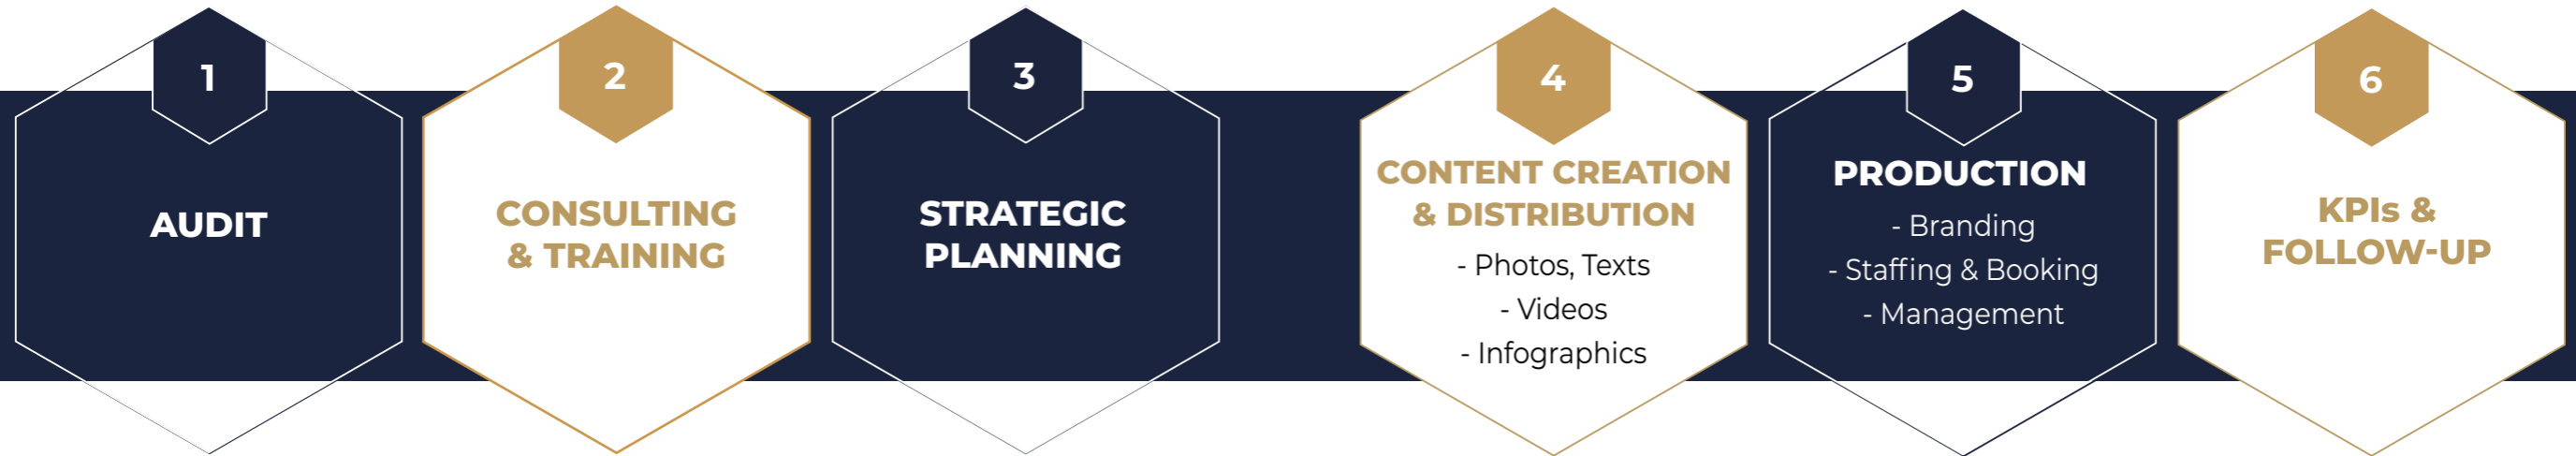 1
AUDIT
2
CONSULTING
& TRAINING
3
STRATEGIC
PLANNING
4
CONTENT CREATION
& DISTRIBUTION
- Photos, Texts
- Videos
- Infographics
5
PRODUCTION
- Branding
- Staffing & Booking
- Management
6
KPIs &
FOLLOW-UP